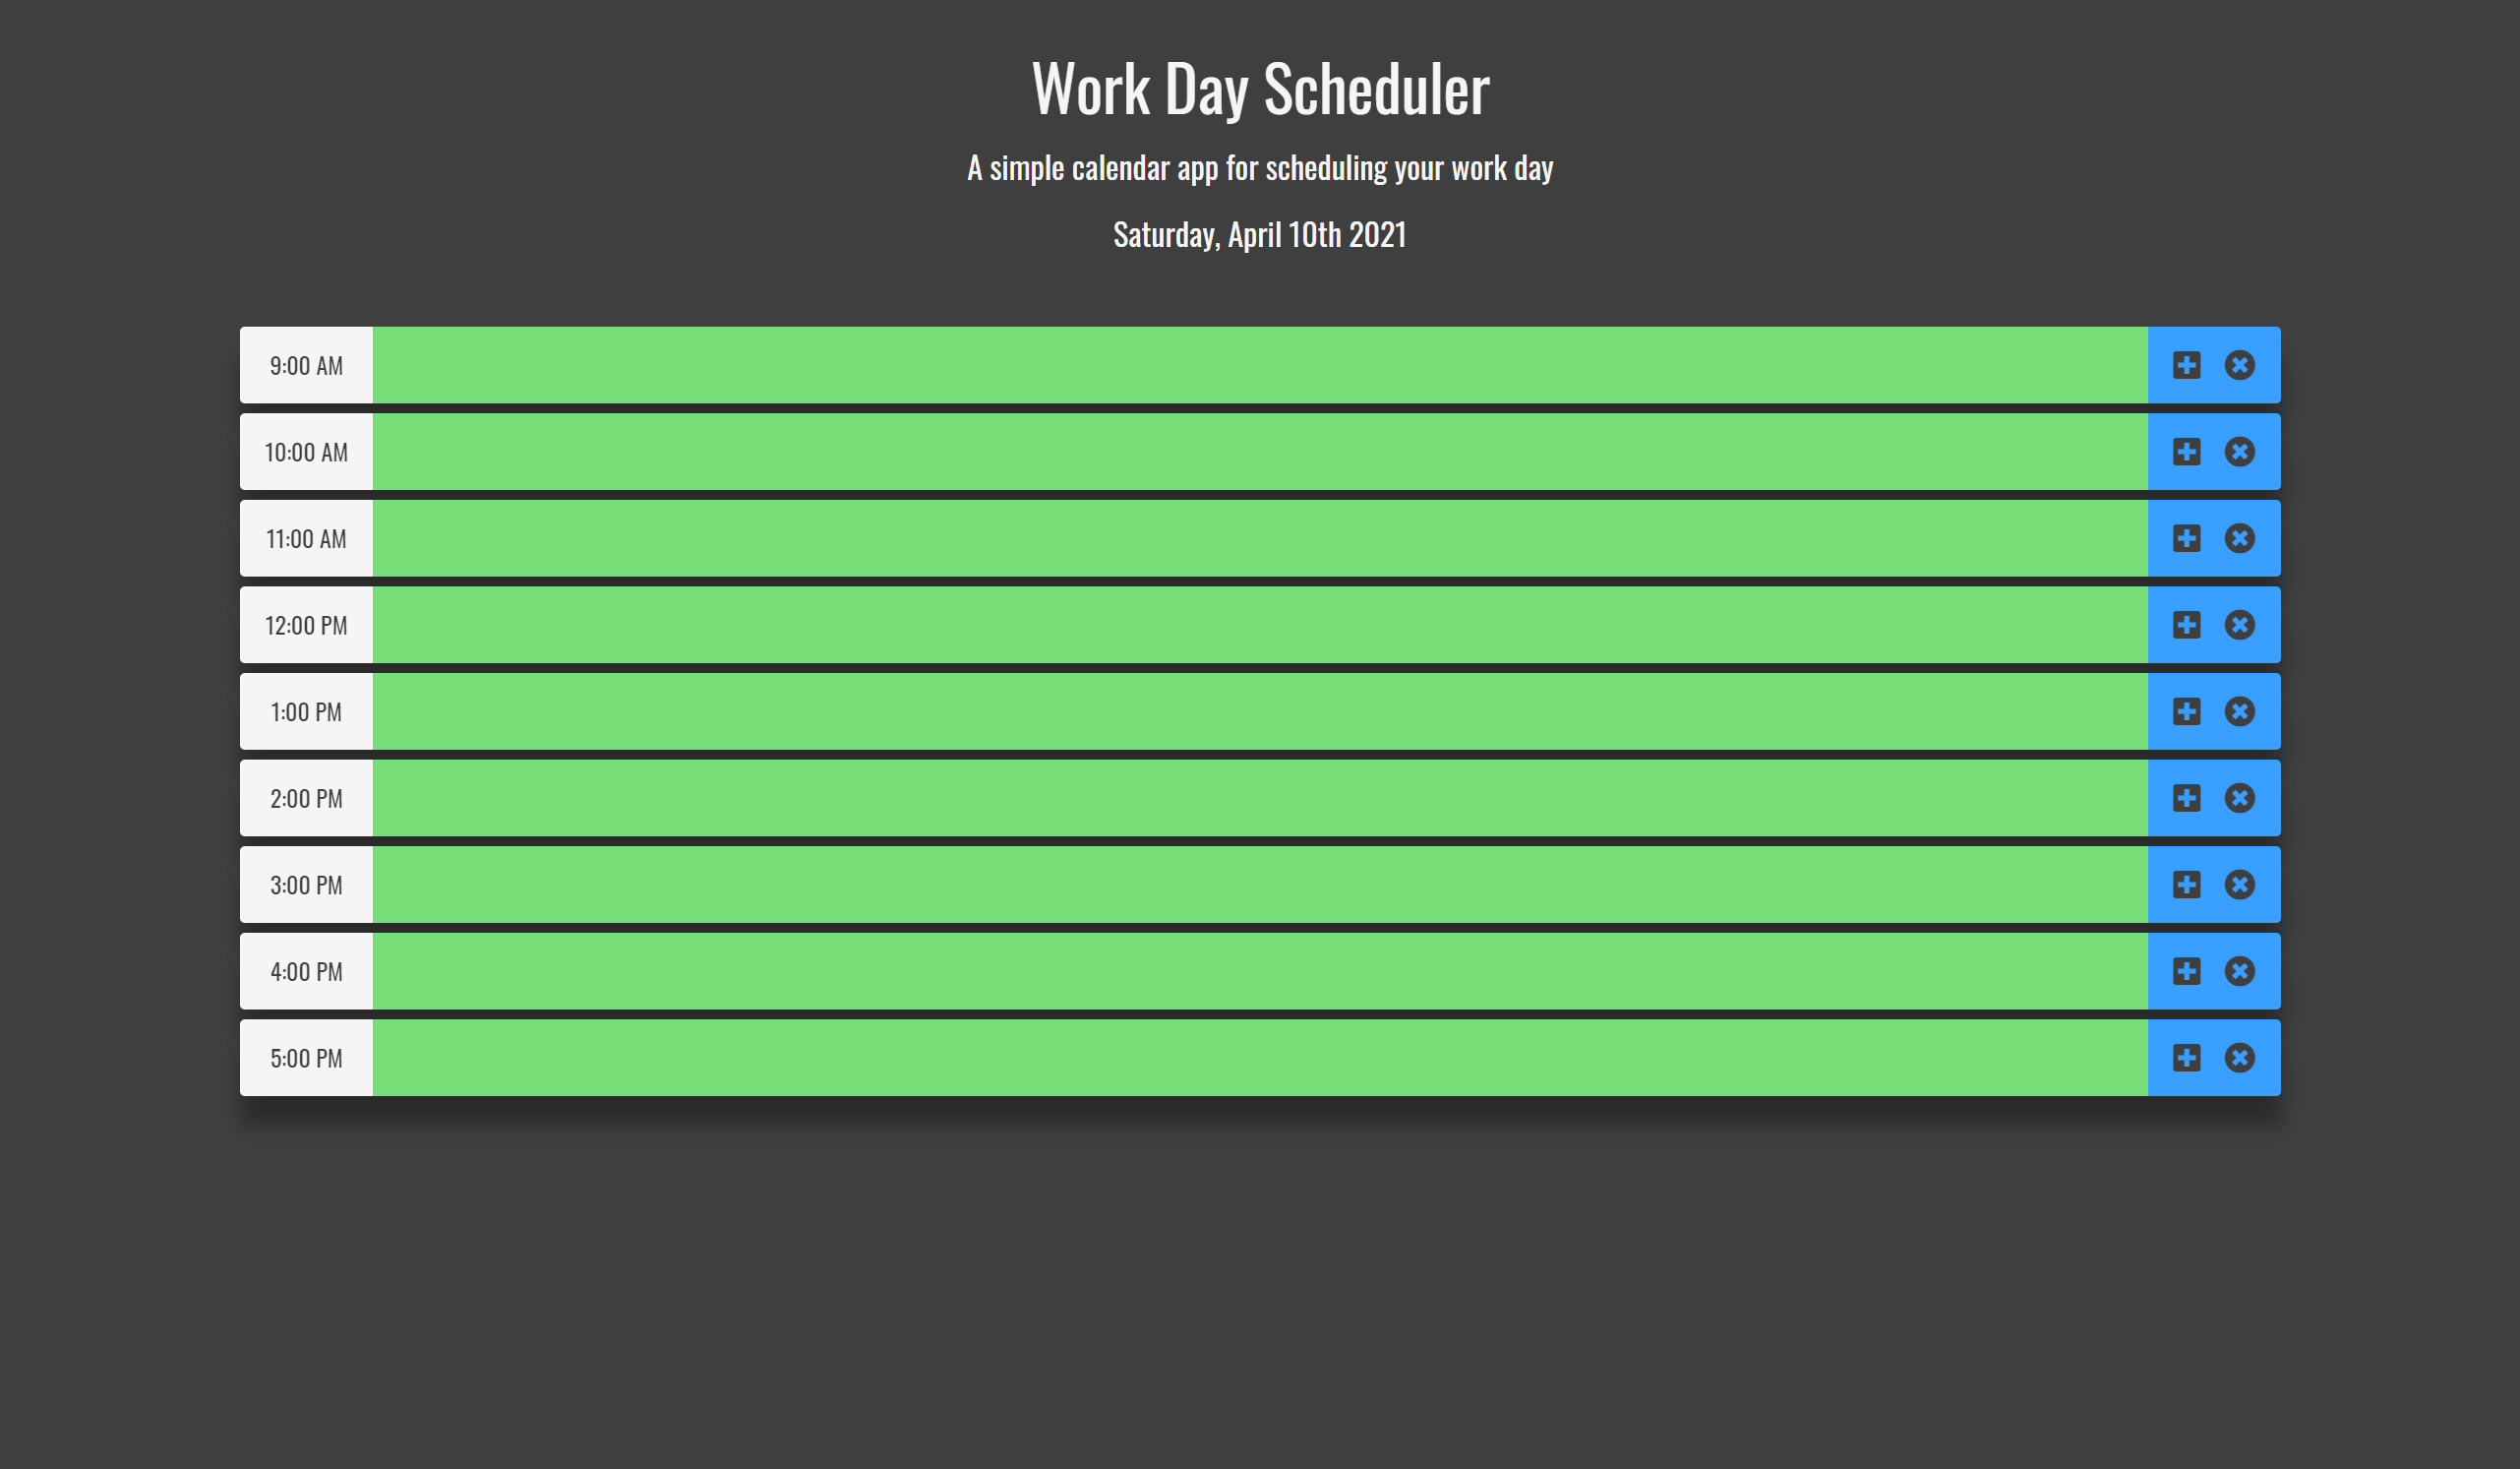 Work Day Scheduler
A simple calendar app for scheduling your work day
Saturday, April 10th 2021
9:00 AM
10:00 AM
11:00 AM
12:00 PM
1:00 PM
2:00 PM
3:00 PM
4:00 PM
5:00 PM